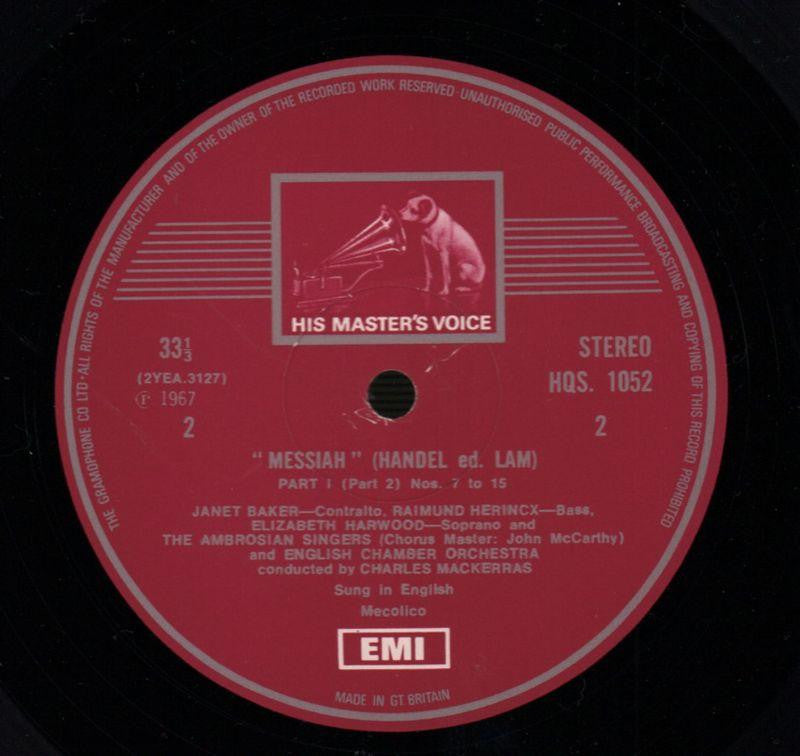 THE GRAMOPHONE CO LTD·ALL RIGHTS OF THE MANUFACTURER AND OF THE OWNER OF THE RECORDED WORK RESERVED·UNAUTHORISED PUBLIC PERFORMANCE BROADCASTING AND COPYING OF THIS RECORD PROHIBITED
HIS MASTER'S VOICE
33⅓
STEREO
(2YEA.3127)
HQS. 1052
Ⓟ 1967
2
2
"MESSIAH" (HANDEL ed. LAM)
PART I (Part 2) Nos. 7 to 15
JANET BAKER—Contralto, RAIMUND HERINCX—Bass,
ELIZABETH HARWOOD—Soprano and
THE AMBROSIAN SINGERS (Chorus Master: John McCarthy)
and ENGLISH CHAMBER ORCHESTRA
conducted by CHARLES MACKERRAS
Sung in English
Mecolico
EMI
MADE IN GT. BRITAIN